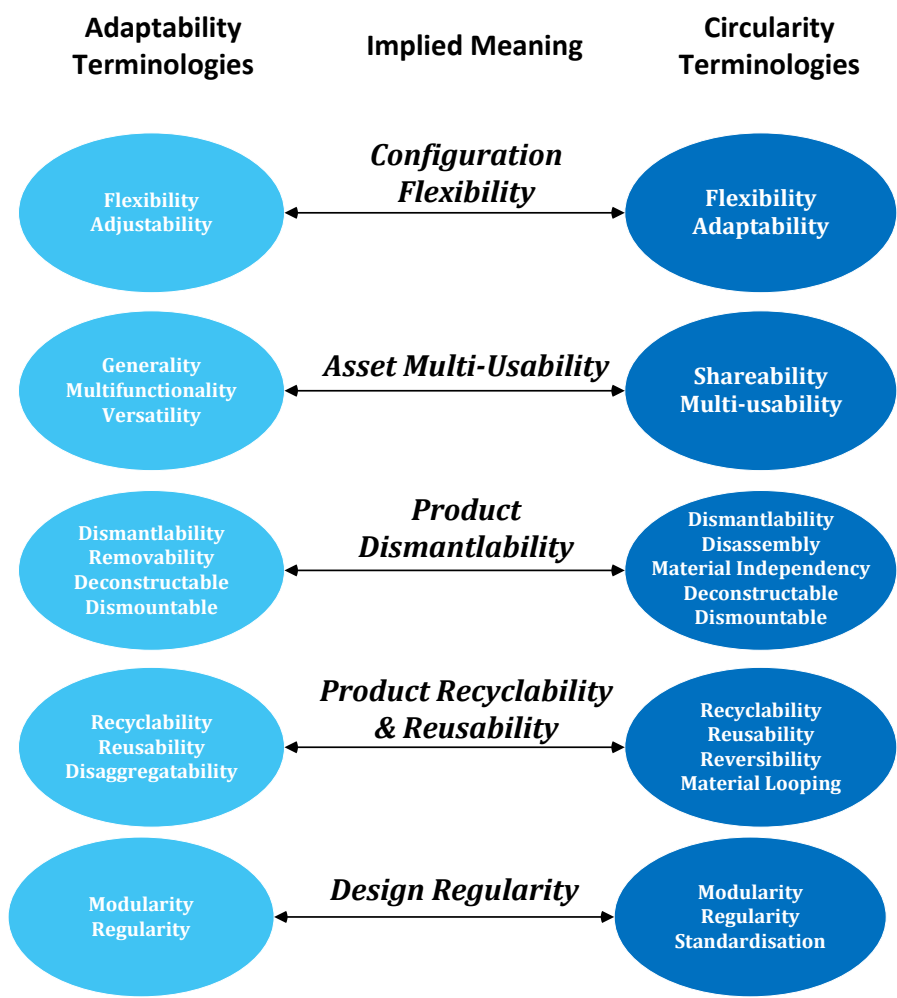 Adaptability
Terminologies
Implied Meaning
Circularity
Terminologies
Flexibility
Adjustability
Configuration
Flexibility
Flexibility
Adaptability
Generality
Multifunctionality
Versatility
Asset Multi-Usability
Shareability
Multi-usability
Dismantlability
Removability
Deconstructable
Dismountable
Product
Dismantlability
Dismantlability
Disassembly
Material Independency
Deconstructable
Dismountable
Recyclability
Reusability
Disaggregatability
Product Recyclability
& Reusability
Recyclability
Reusability
Reversibility
Material Looping
Modularity
Regularity
Design Regularity
Modularity
Regularity
Standardisation